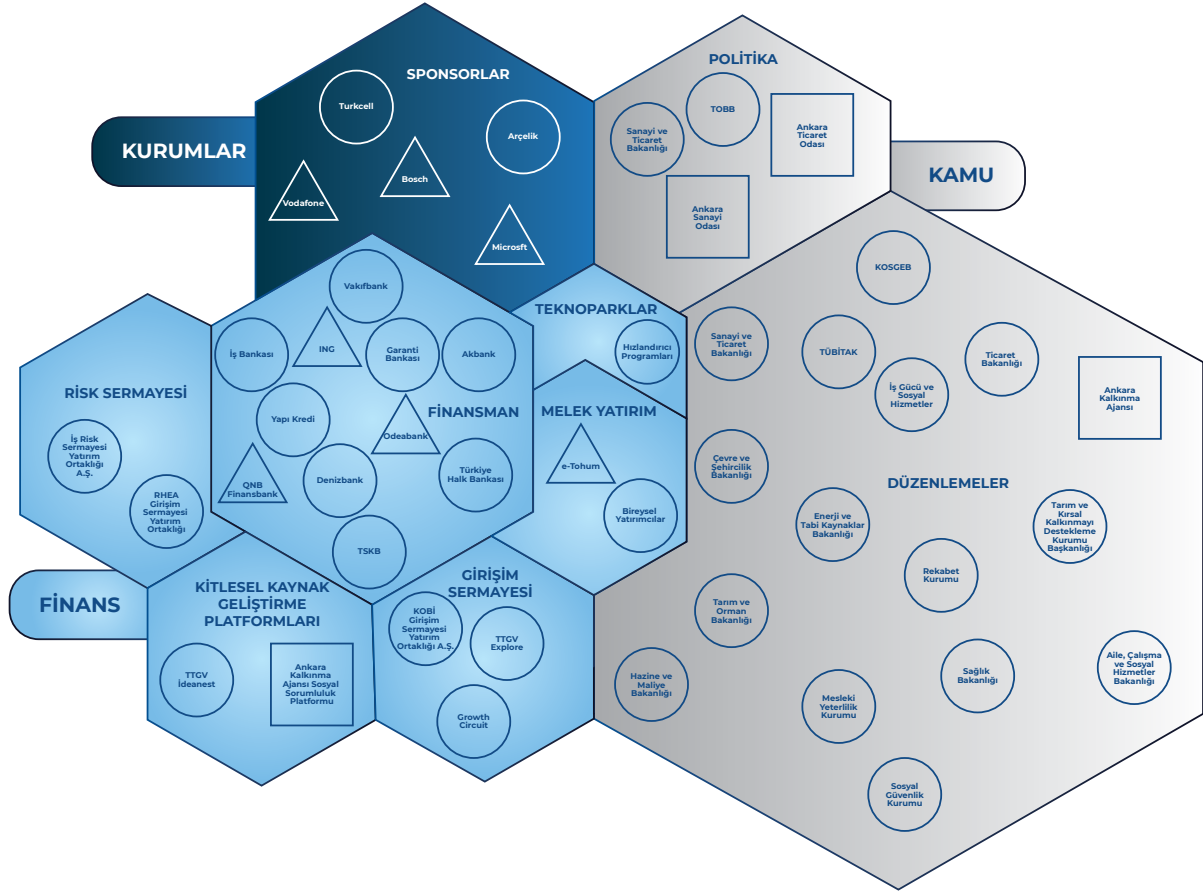 KURUMLAR
SPONSORLAR
Turkcell
Arçelik
Bosch
Vodafone
Microsft
POLİTİKA
TOBB
Sanayi ve
Ticaret
Bakanlığı
Ankara
Ticaret
Odası
Ankara
Sanayi
Odası
KAMU
KOSGEB
Sanayi ve
Ticaret
Bakanlığı
TÜBİTAK
Ticaret
Bakanlığı
İş Gücü ve
Sosyal
Hizmetler
Ankara
Kalkınma
Ajansı
Çevre ve
Şehircilik
Bakanlığı
DÜZENLEMELER
Enerji ve
Tabi Kaynaklar
Bakanlığı
Tarım ve
Kırsal
Kalkınmayı
Destekleme
Kurumu
Başkanlığı
Rekabet
Kurumu
Tarım ve
Orman
Bakanlığı
Hazine ve
Maliye
Bakanlığı
Sağlık
Bakanlığı
Aile, Çalışma
ve Sosyal
Hizmetler
Bakanlığı
Mesleki
Yeterlilik
Kurumu
Sosyal
Güvenlik
Kurumu
TEKNOPARKLAR
Hızlandırıcı
Programları
MELEK YATIRIM
e-Tohum
Bireysel
Yatırımcılar
Vakıfbank
İş Bankası
ING
Garanti
Bankası
Akbank
Yapı Kredi
FİNANSMAN
Odeabank
QNB
Finansbank
Denizbank
Türkiye
Halk Bankası
TSKB
RİSK SERMAYESİ
İş Risk
Sermayesi
Yatırım
Ortaklığı
A.Ş.
RHEA
Girişim
Sermayesi
Yatırım
Ortaklığı
FİNANS
KİTLESEL KAYNAK
GELİŞTİRME
PLATFORMLARI
TTGV
İdeanest
Ankara
Kalkınma
Ajansı Sosyal
Sorumluluk
Platformu
GİRİŞİM
SERMAYESİ
KOBİ
Girişim
Sermayesi
Yatırım
Ortaklığı A.Ş.
TTGV
Explore
Growth
Circuit